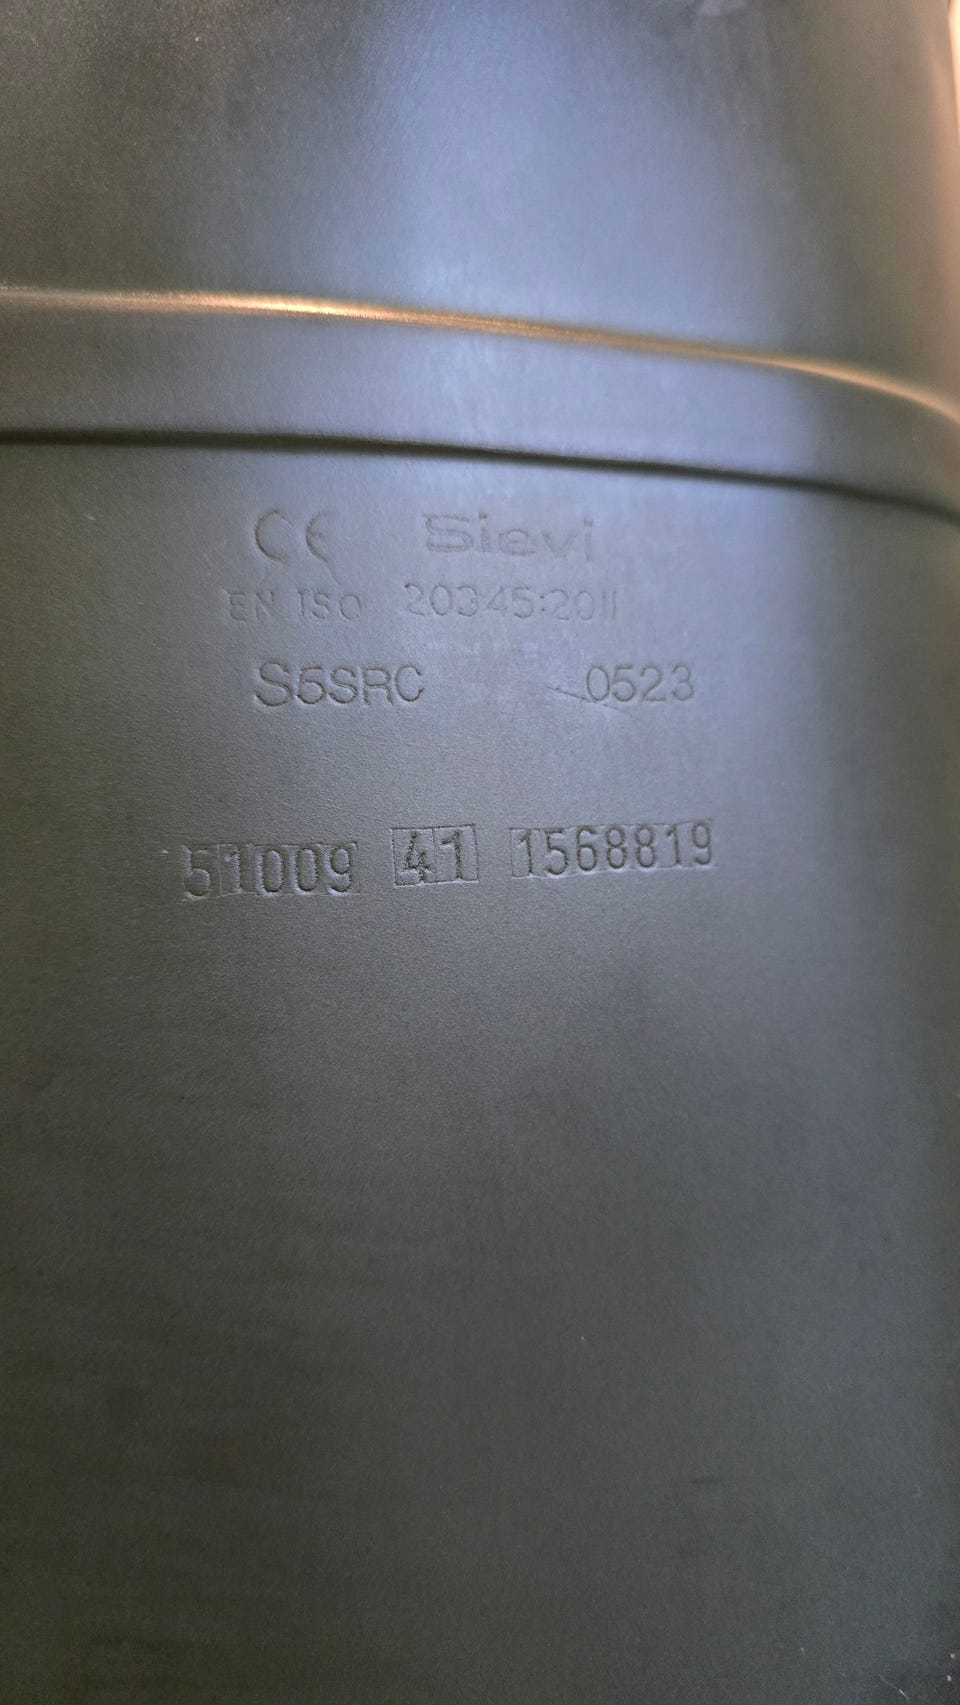 CE Sievi
EN ISO 20345:2011
S5SRC 0523
51009 41 1568819